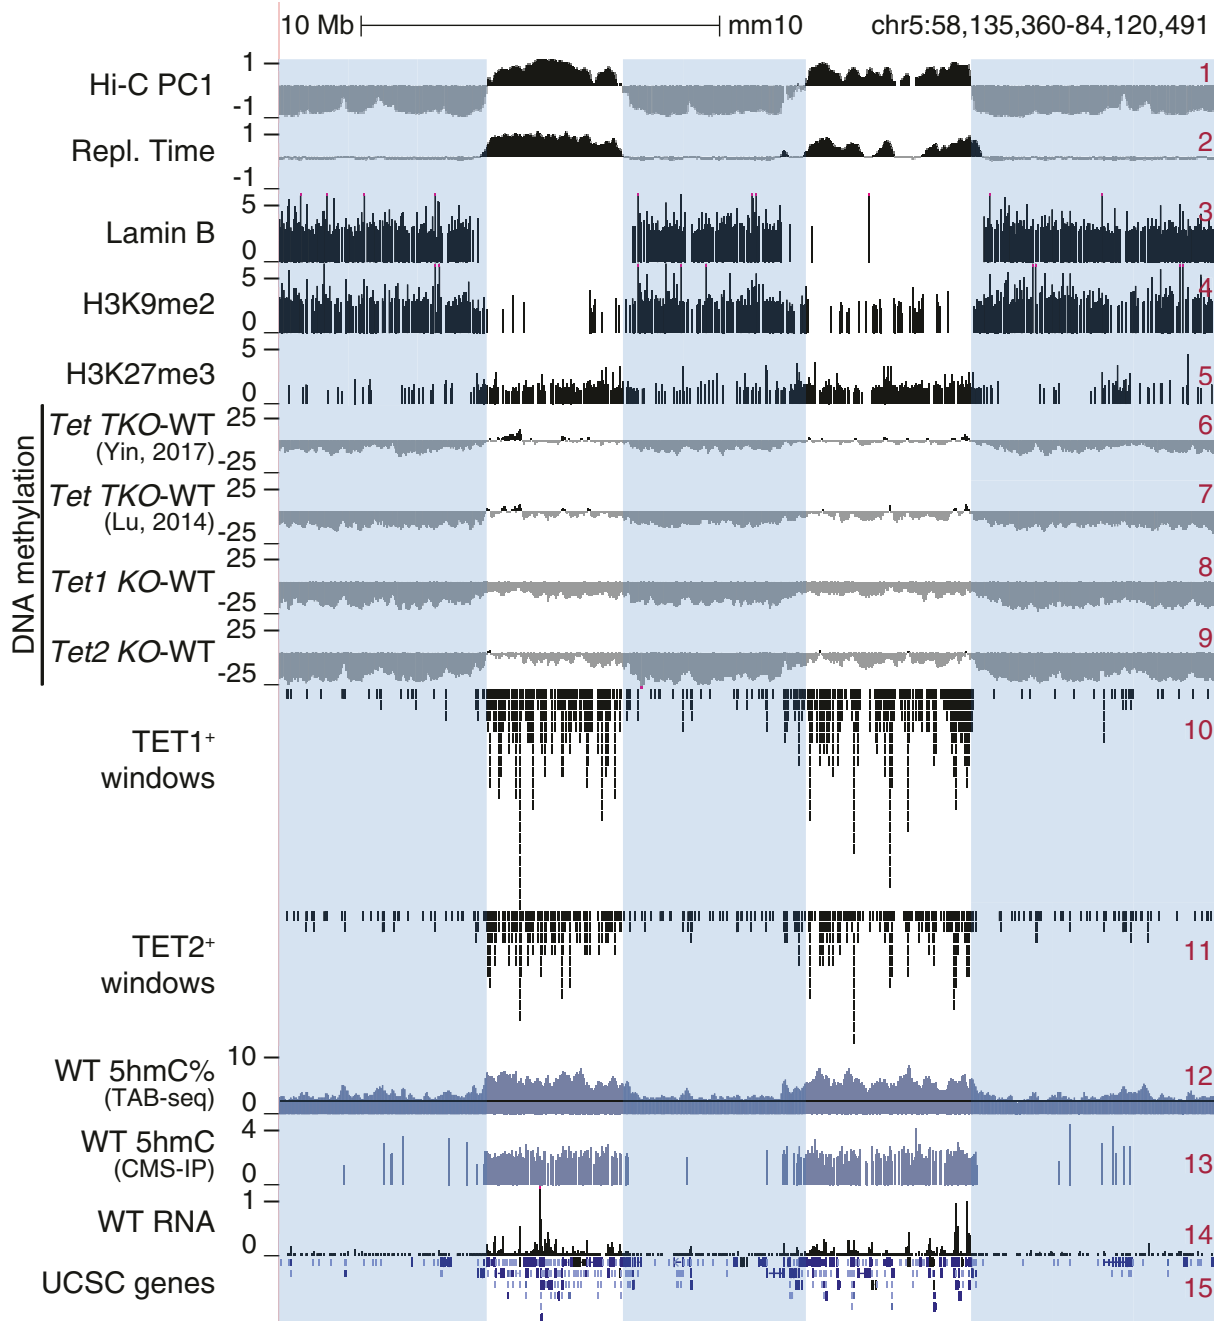 10 Mb mm10 chr5:58,135,360-84,120,491
Hi-C PC1 1 -1 1
Repl. Time 1 -1 2
Lamin B 5 0 3
H3K9me2 5 0 4
H3K27me3 5 0 5
DNA methylation
Tet TKO-WT 25 6
(Yin, 2017) -25
Tet TKO-WT 25 7
(Lu, 2014) -25
Tet1 KO-WT 25 -25 8
Tet2 KO-WT 25 -25 9
TET1+ 10
windows
TET2+ 11
windows
WT 5hmC% 10 12
(TAB-seq) 0
WT 5hmC 4 13
(CMS-IP) 0
WT RNA 1 0 14
UCSC genes 15